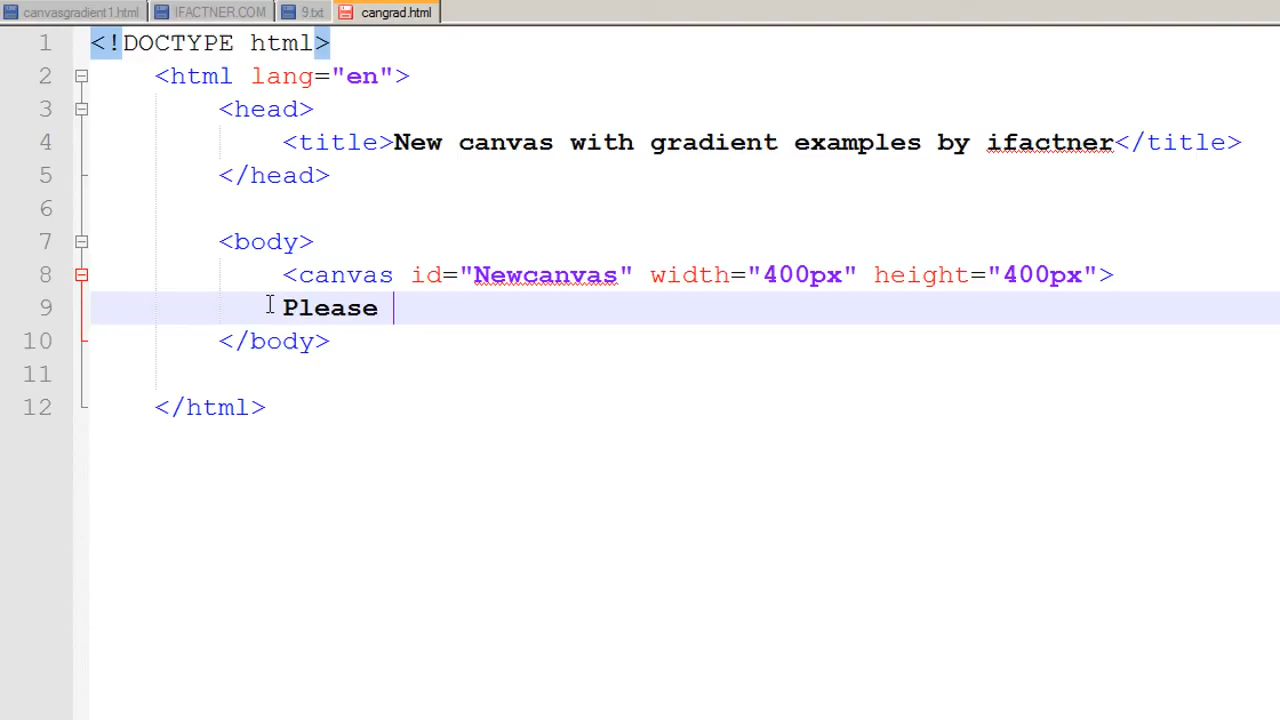 canvasgradient1.html IFACTNER.COM 9.txt cangrad.html
1 <!DOCTYPE html>
2 <html lang="en">
3 <head>
4 <title>New canvas with gradient examples by ifactner</title>
5 </head>
6
7 <body>
8 <canvas id="Newcanvas" width="400px" height="400px">
9 Please
10 </body>
11
12 </html>